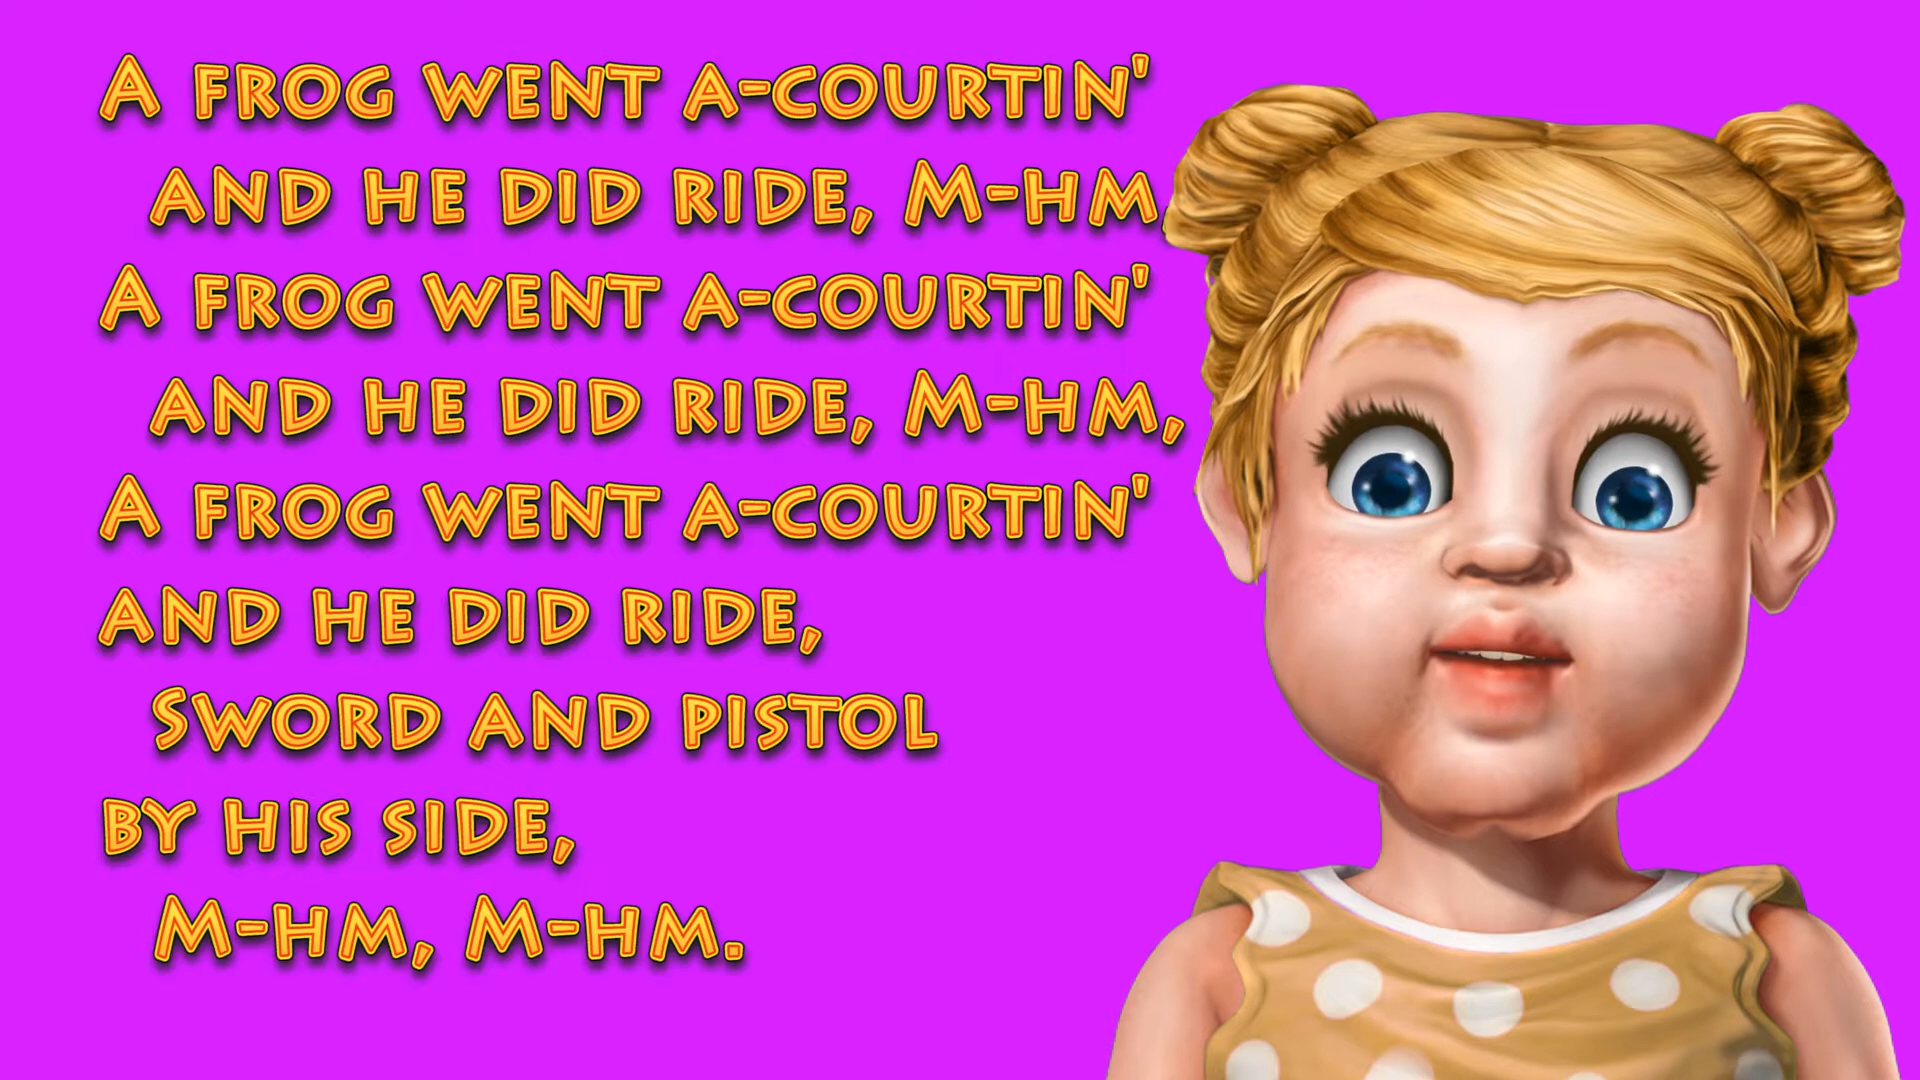 A frog went a-courtin'
and he did ride, M-hm,
A frog went a-courtin'
and he did ride, M-hm,
A frog went a-courtin'
and he did ride,
Sword and pistol
by his side,
M-hm, M-hm.